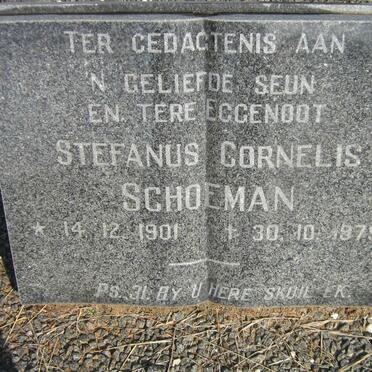 TER GEDAGTENIS AAN
'N GELIEFDE SEUN
EN TERE EGGENOOT
STEFANUS CORNELIS
SCHOEMAN
* 14. 12. 1901 + 30. 10. 1979
PS. 31. BY U HERE SKUIL EK